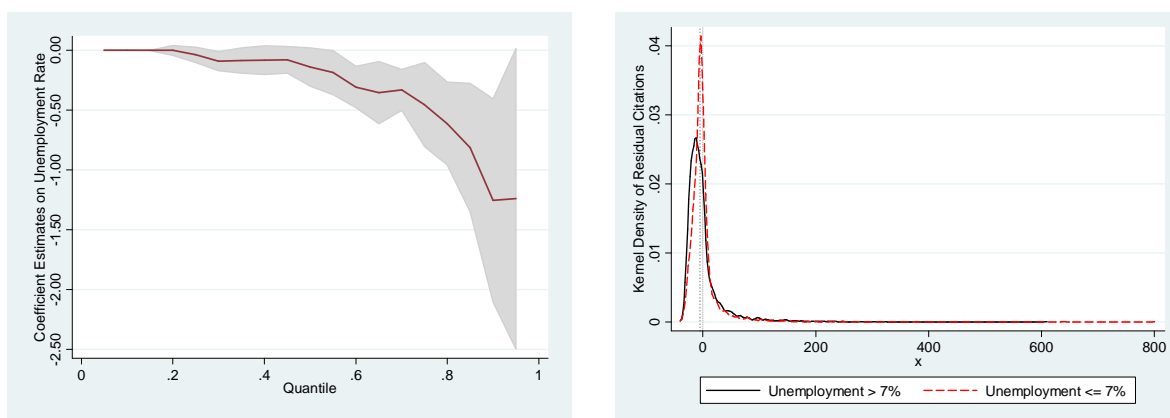 Coefficient Estimates on Unemployment Rate
0.00
-0.50
-1.00
-1.50
-2.00
-2.50
0 .2 .4 .6 .8 1
Quantile
Kernel Density of Residual Citations
.04
.03
.02
.01
0
0 200 400 600 800
x
Unemployment > 7% Unemployment <= 7%